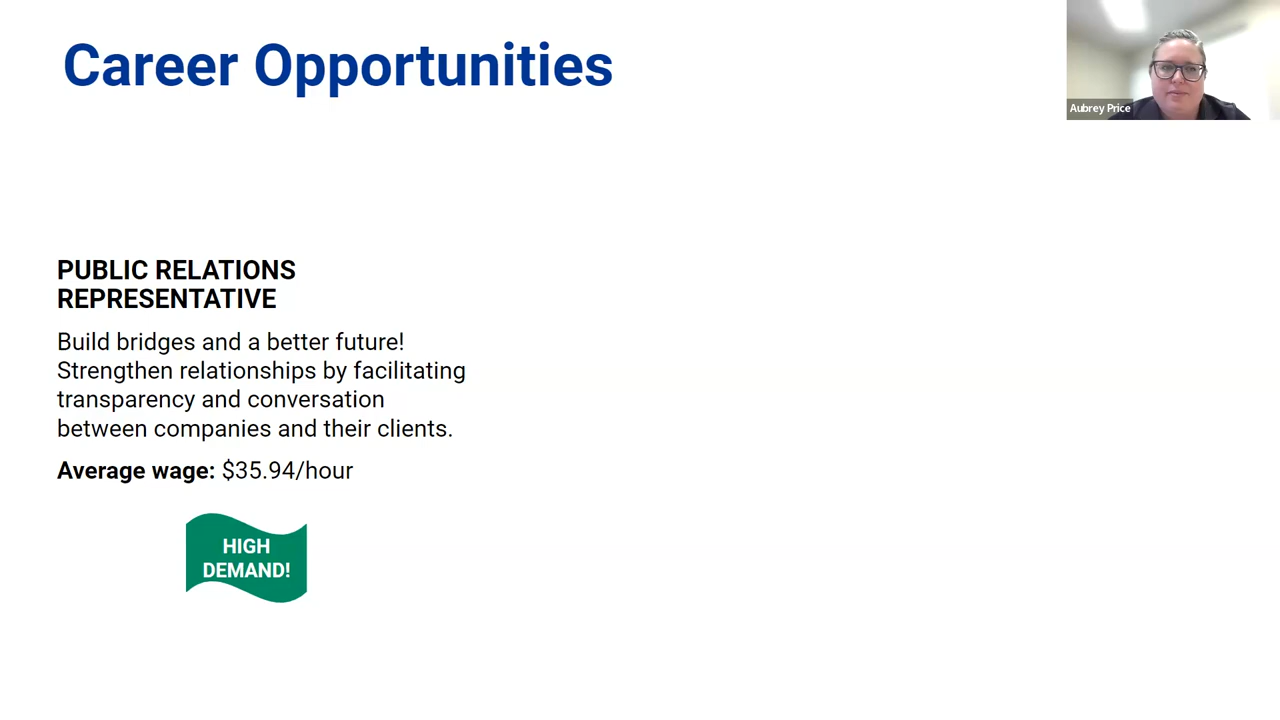 Career Opportunities
Aubrey Price
PUBLIC RELATIONS
REPRESENTATIVE
Build bridges and a better future!
Strengthen relationships by facilitating
transparency and conversation
between companies and their clients.
Average wage: $35.94/hour
HIGH
DEMAND!